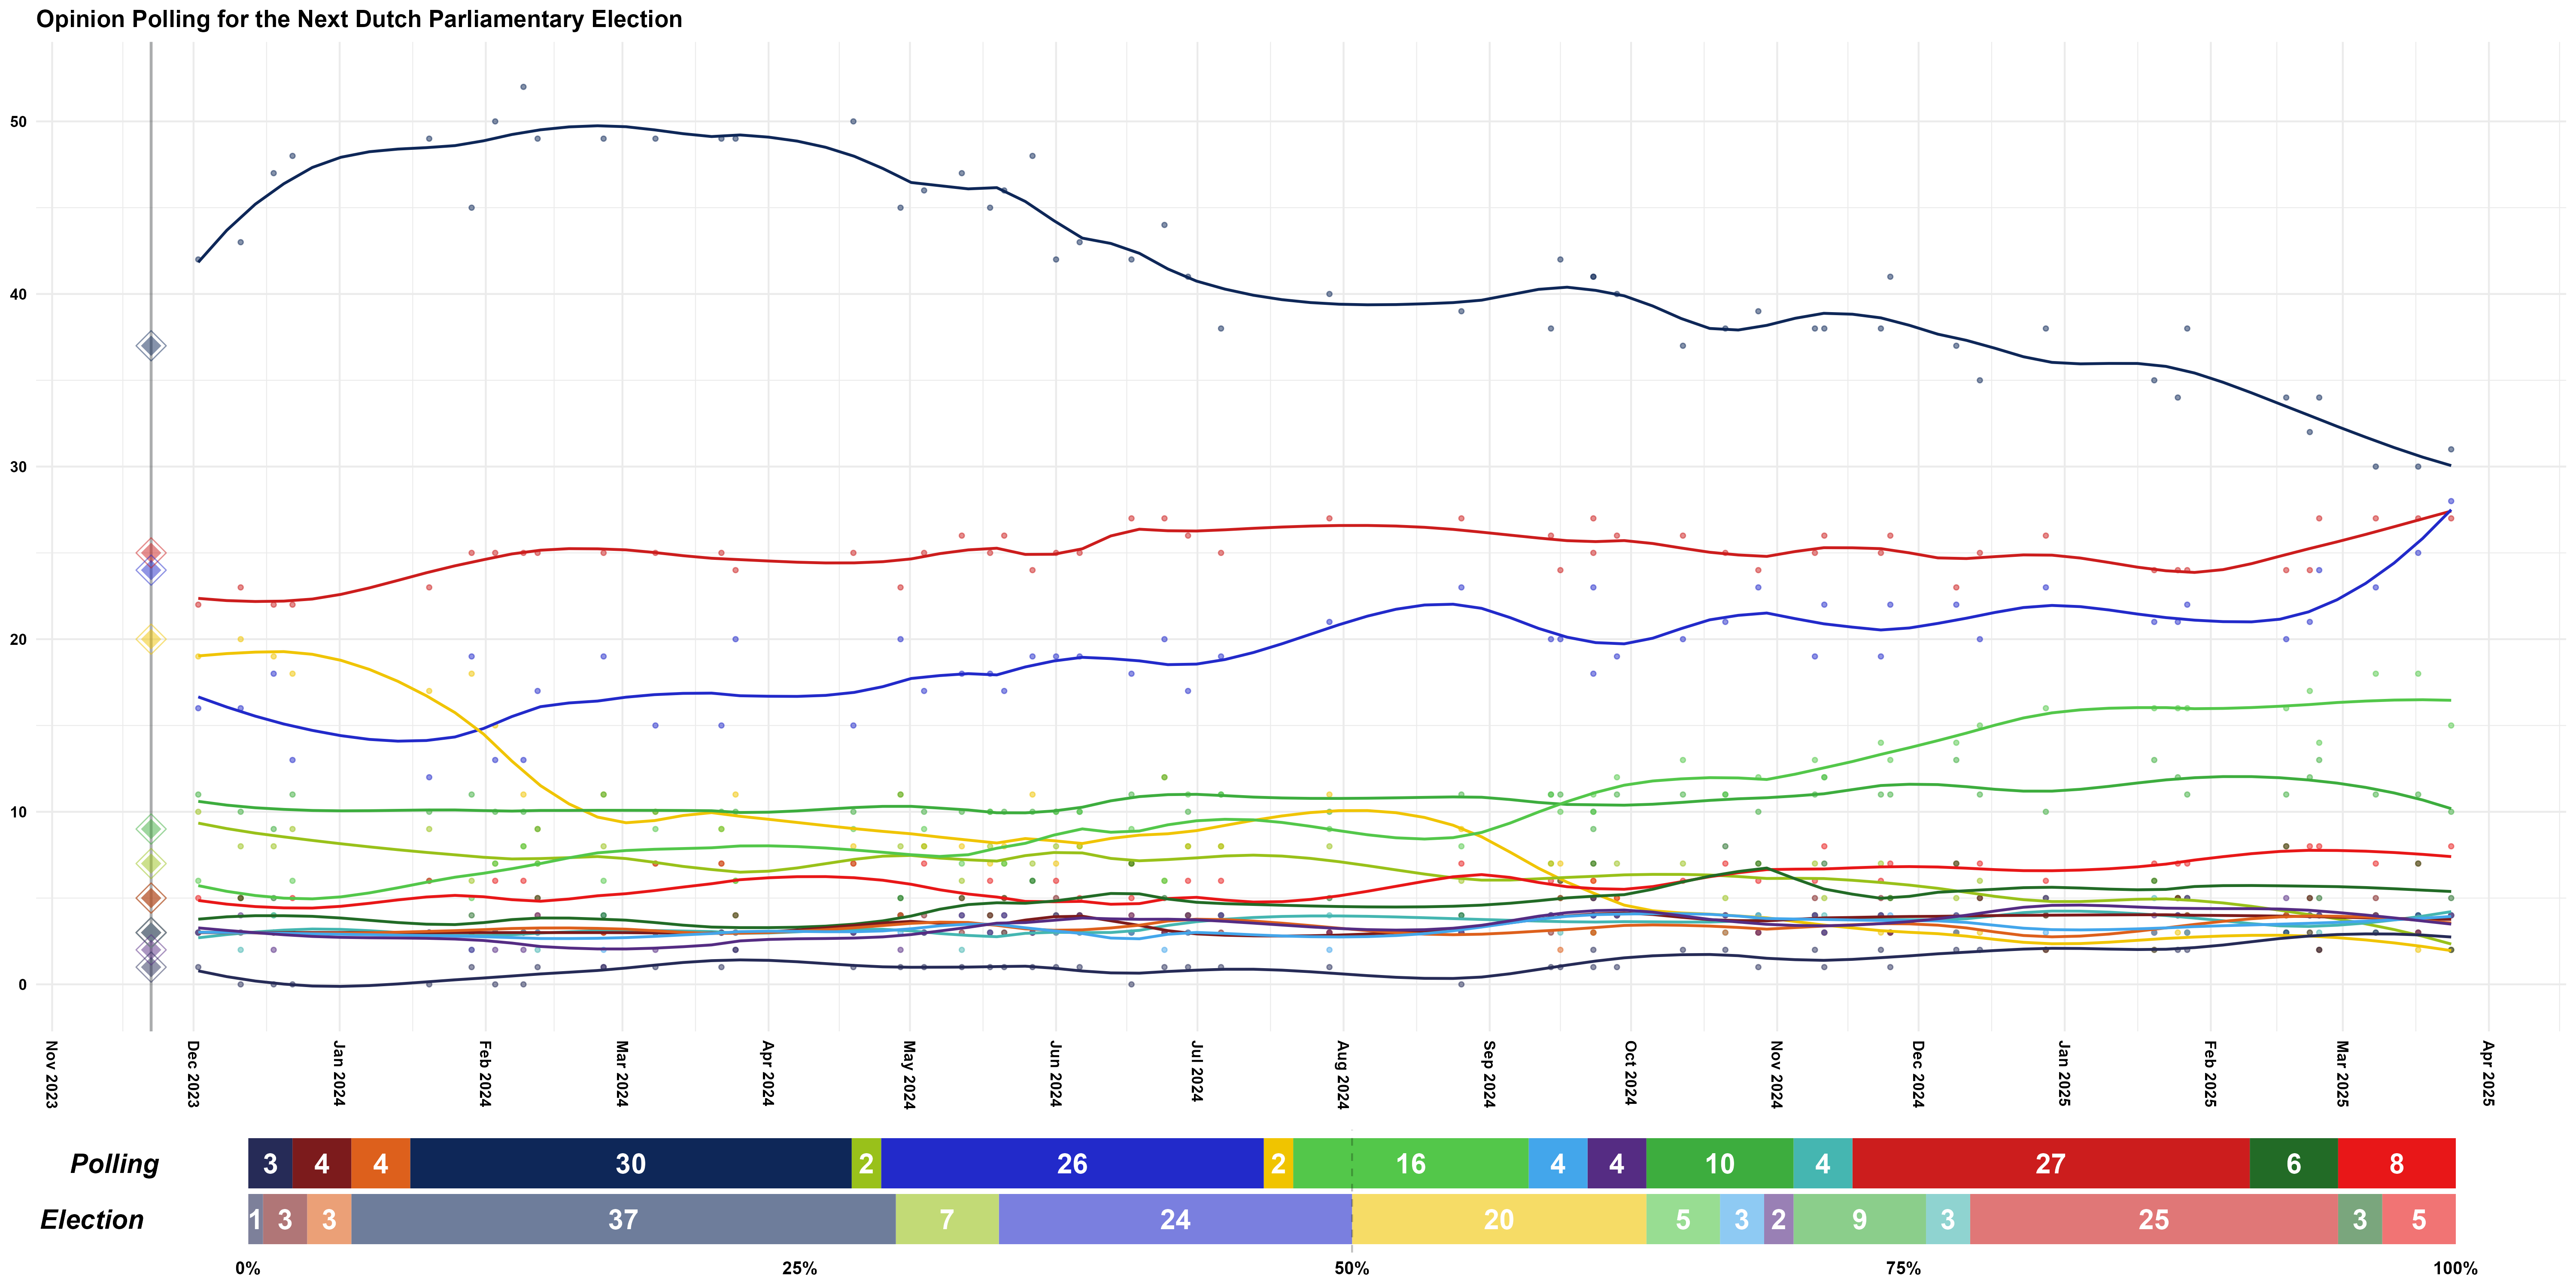 Opinion Polling for the Next Dutch Parliamentary Election
50
40
30
20
10
0
Nov 2023
Dec 2023
Jan 2024
Feb 2024
Mar 2024
Apr 2024
May 2024
Jun 2024
Jul 2024
Aug 2024
Sep 2024
Oct 2024
Nov 2024
Dec 2024
Jan 2025
Feb 2025
Mar 2025
Apr 2025
Polling 3 4 4 30 2 26 2 16 4 4 10 4 27 6 8
Election 1 3 3 37 7 24 20 5 3 2 9 3 25 3 5
0% 25% 50% 75% 100%